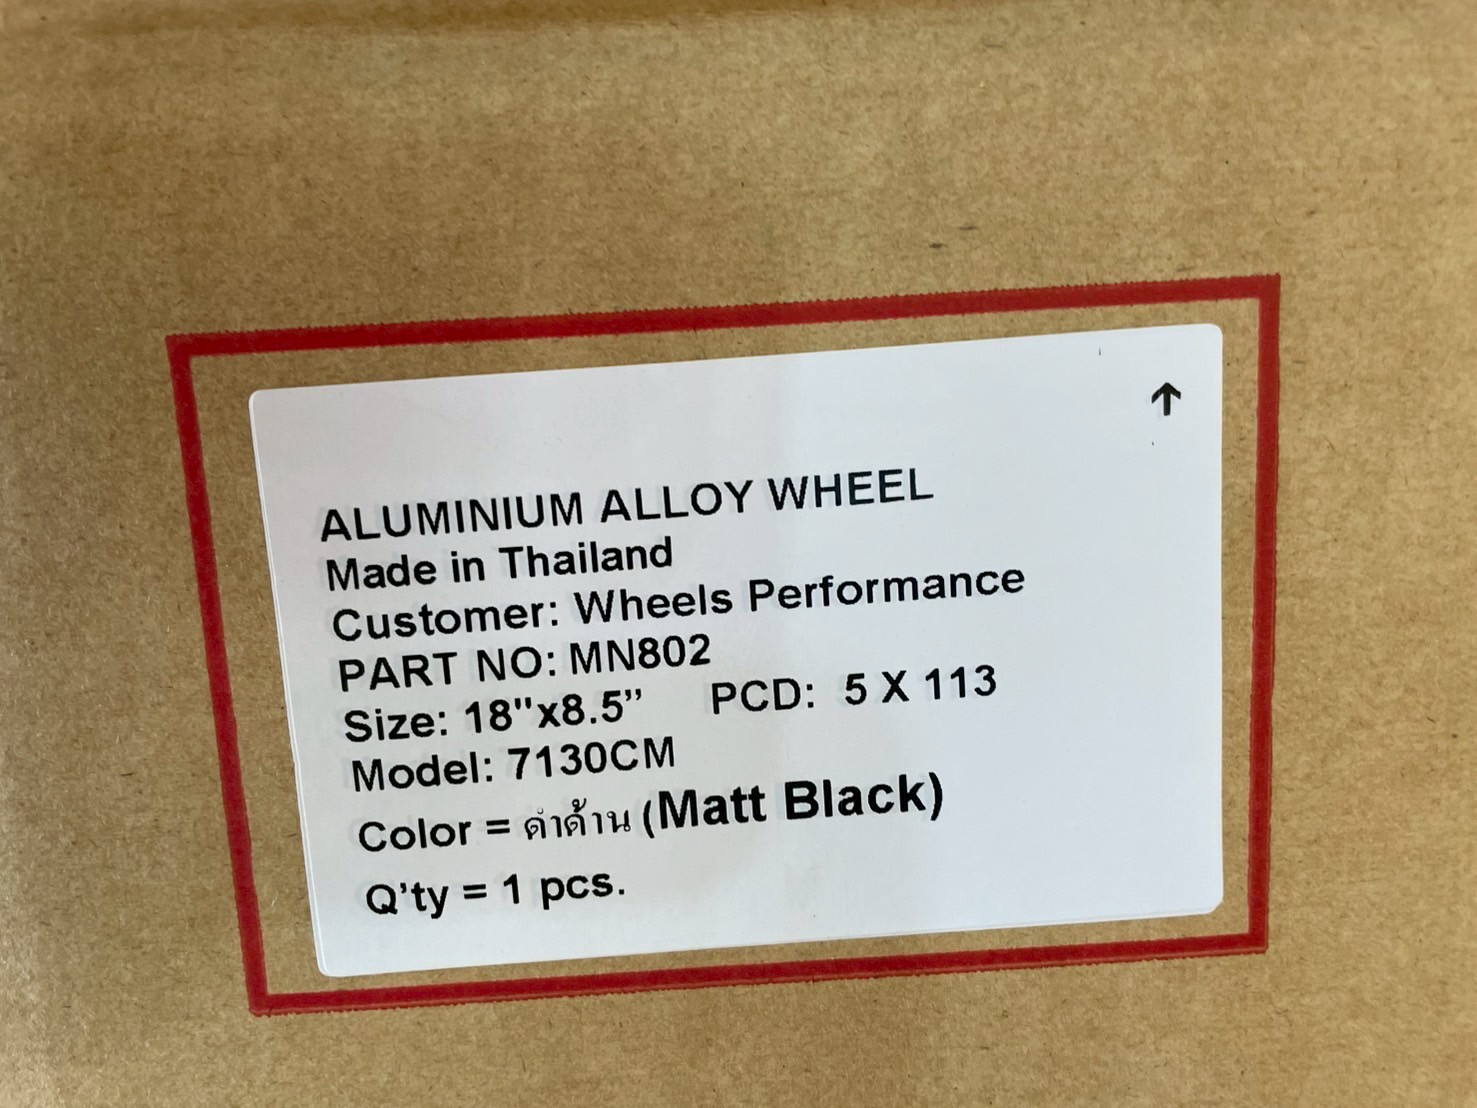 ↑
ALUMINIUM ALLOY WHEEL
Made in Thailand
Customer: Wheels Performance
PART NO: MN802
Size: 18"x8.5” PCD: 5 X 113
Model: 7130CM
Color = ดำด้าน (Matt Black)
Q’ty = 1 pcs.